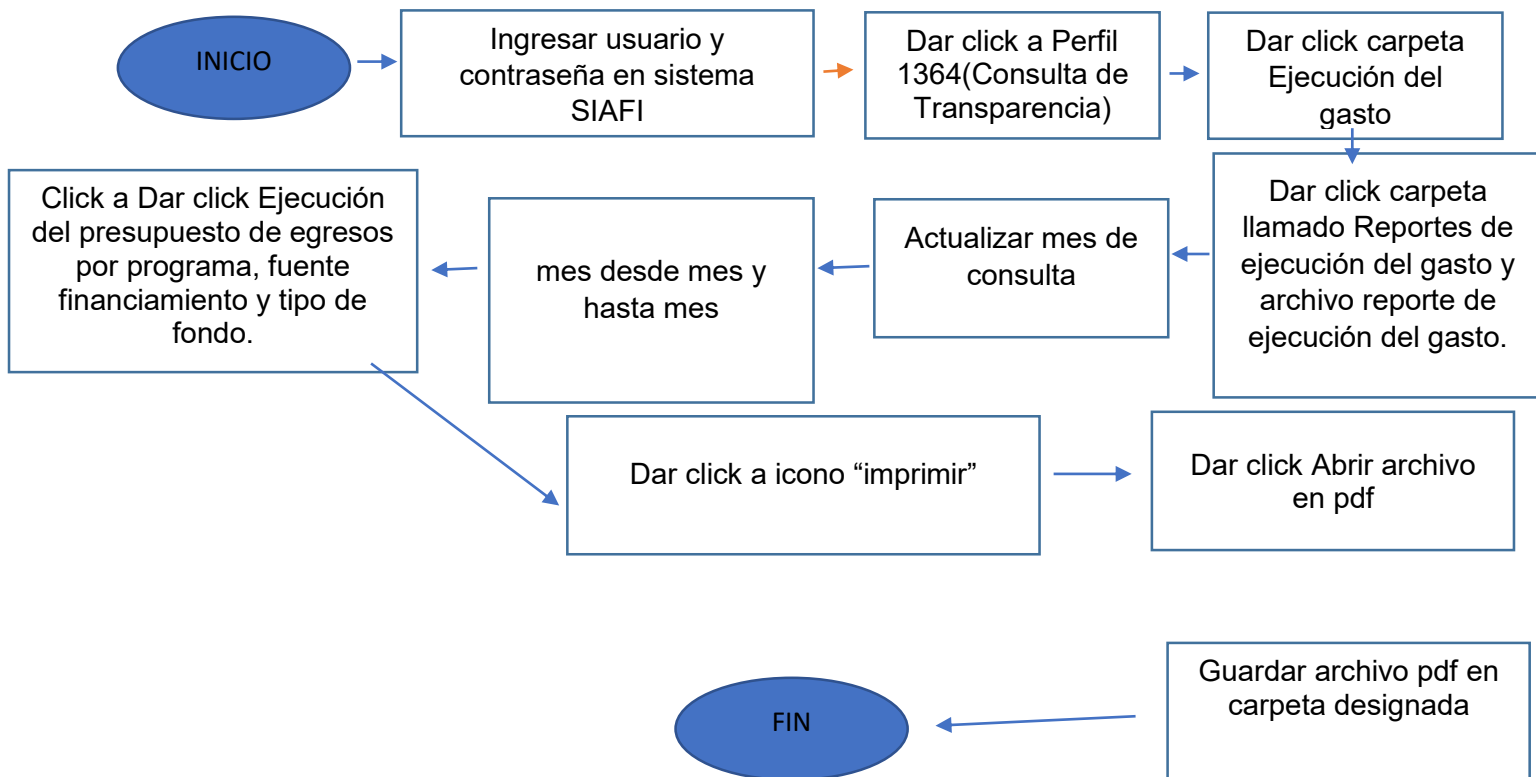 INICIO
Ingresar usuario y
contraseña en sistema
SIAFI
Dar click a Perfil
1364(Consulta de
Transparencia)
Dar click carpeta
Ejecución del
gasto
Dar click carpeta
llamado Reportes de
ejecución del gasto y
archivo reporte de
ejecución del gasto.
Actualizar mes de
consulta
mes desde mes y
hasta mes
Click a Dar click Ejecución
del presupuesto de egresos
por programa, fuente
financiamiento y tipo de
fondo.
Dar click a icono “imprimir”
Dar click Abrir archivo
en pdf
Guardar archivo pdf en
carpeta designada
FIN